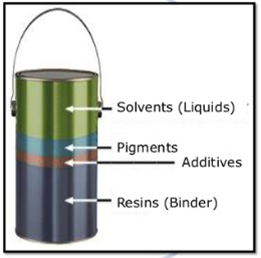 Solvents (Liquids)
Pigments
Additives
Resins (Binder)